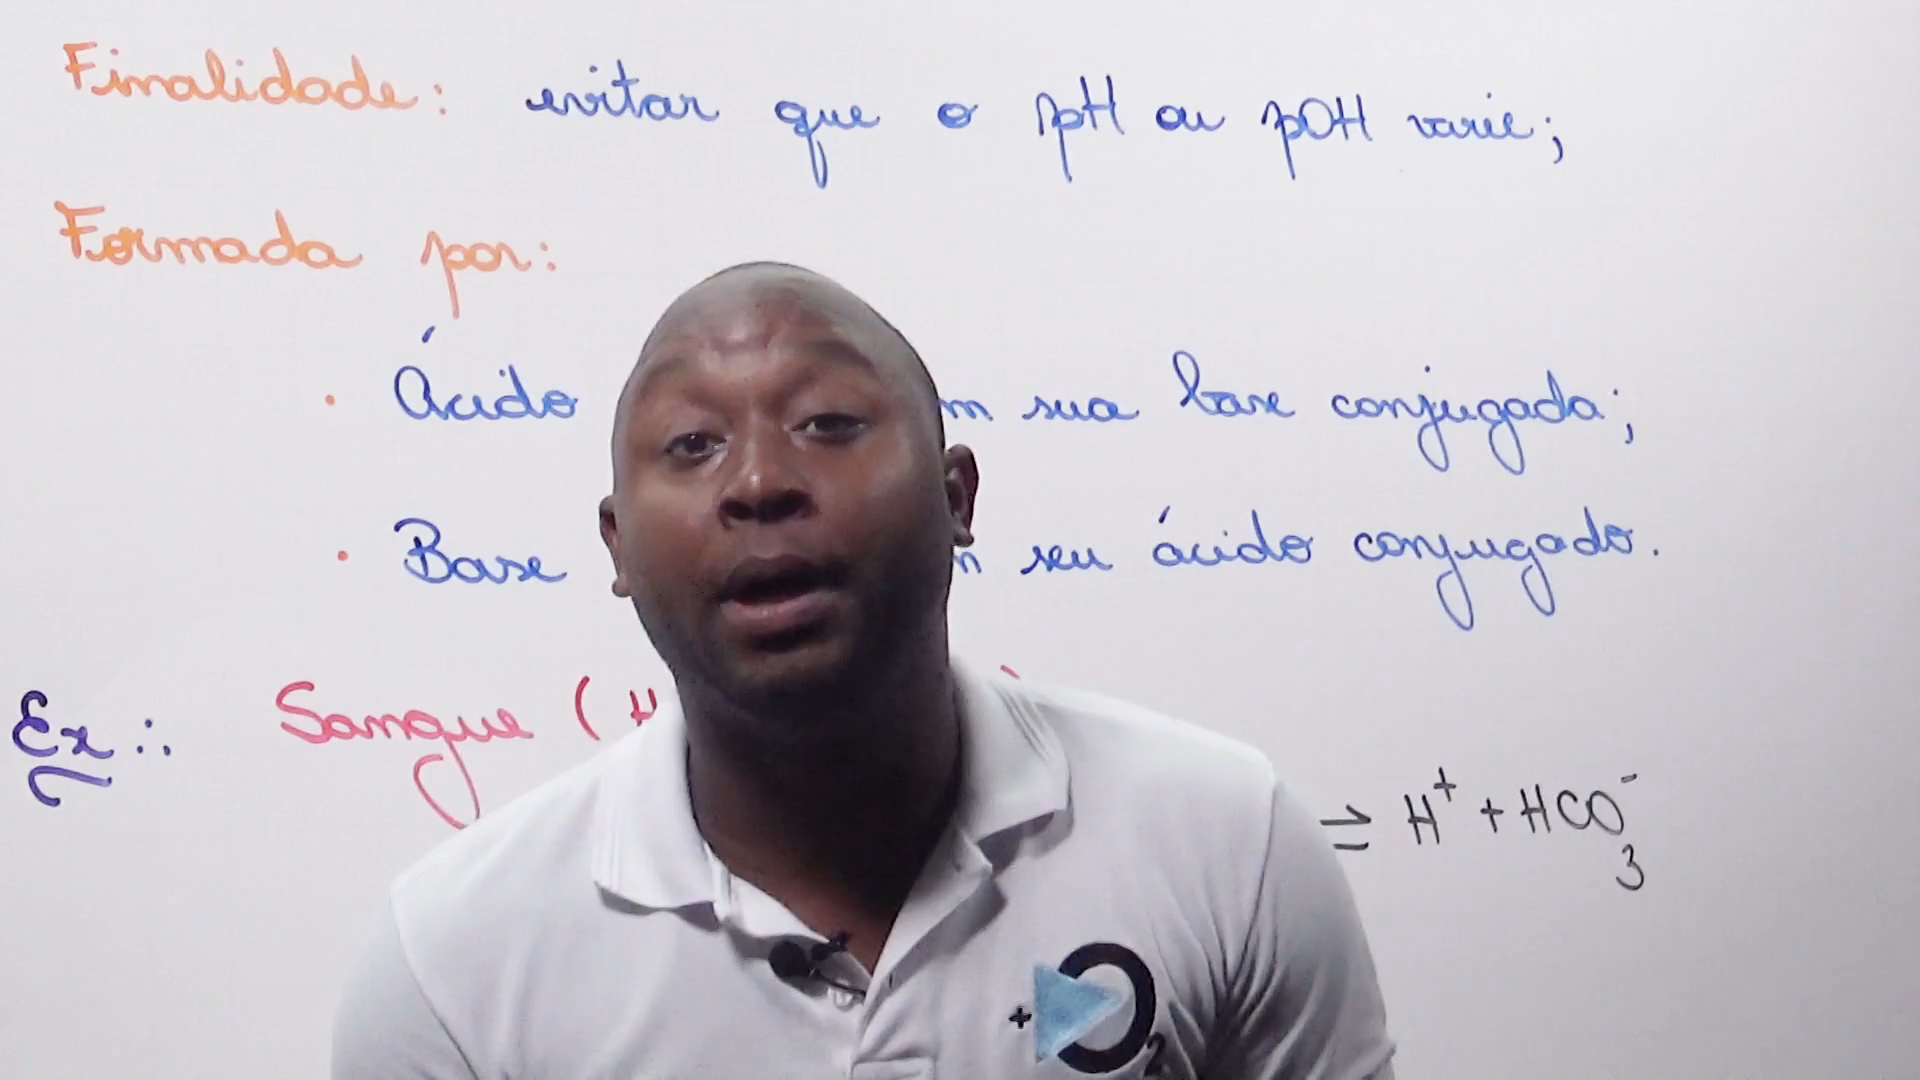 Finalidade: evitar que o pH ou pOH varie;
Formada por:
· Ácido m sua base conjugada;
· Base n seu ácido conjugado.
Ex ∴ Sangue ( H )
⇌ H⁺ + HCO₃⁻
+ O₂